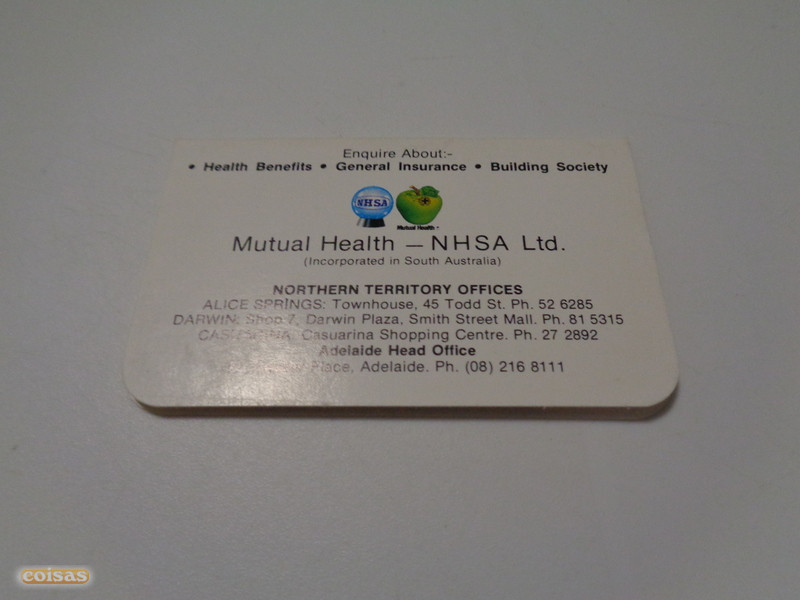 Enquire About:-
• Health Benefits • General Insurance • Building Society
NHSA
Mutual Health
Mutual Health — NHSA Ltd.
(Incorporated in South Australia)
NORTHERN TERRITORY OFFICES
ALICE SPRINGS: Townhouse, 45 Todd St. Ph. 52 6285
DARWIN: Shop 7, Darwin Plaza, Smith Street Mall. Ph. 81 5315
CASUARINA: Casuarina Shopping Centre. Ph. 27 2892
Adelaide Head Office
Place, Adelaide. Ph. (08) 216 8111
coisas